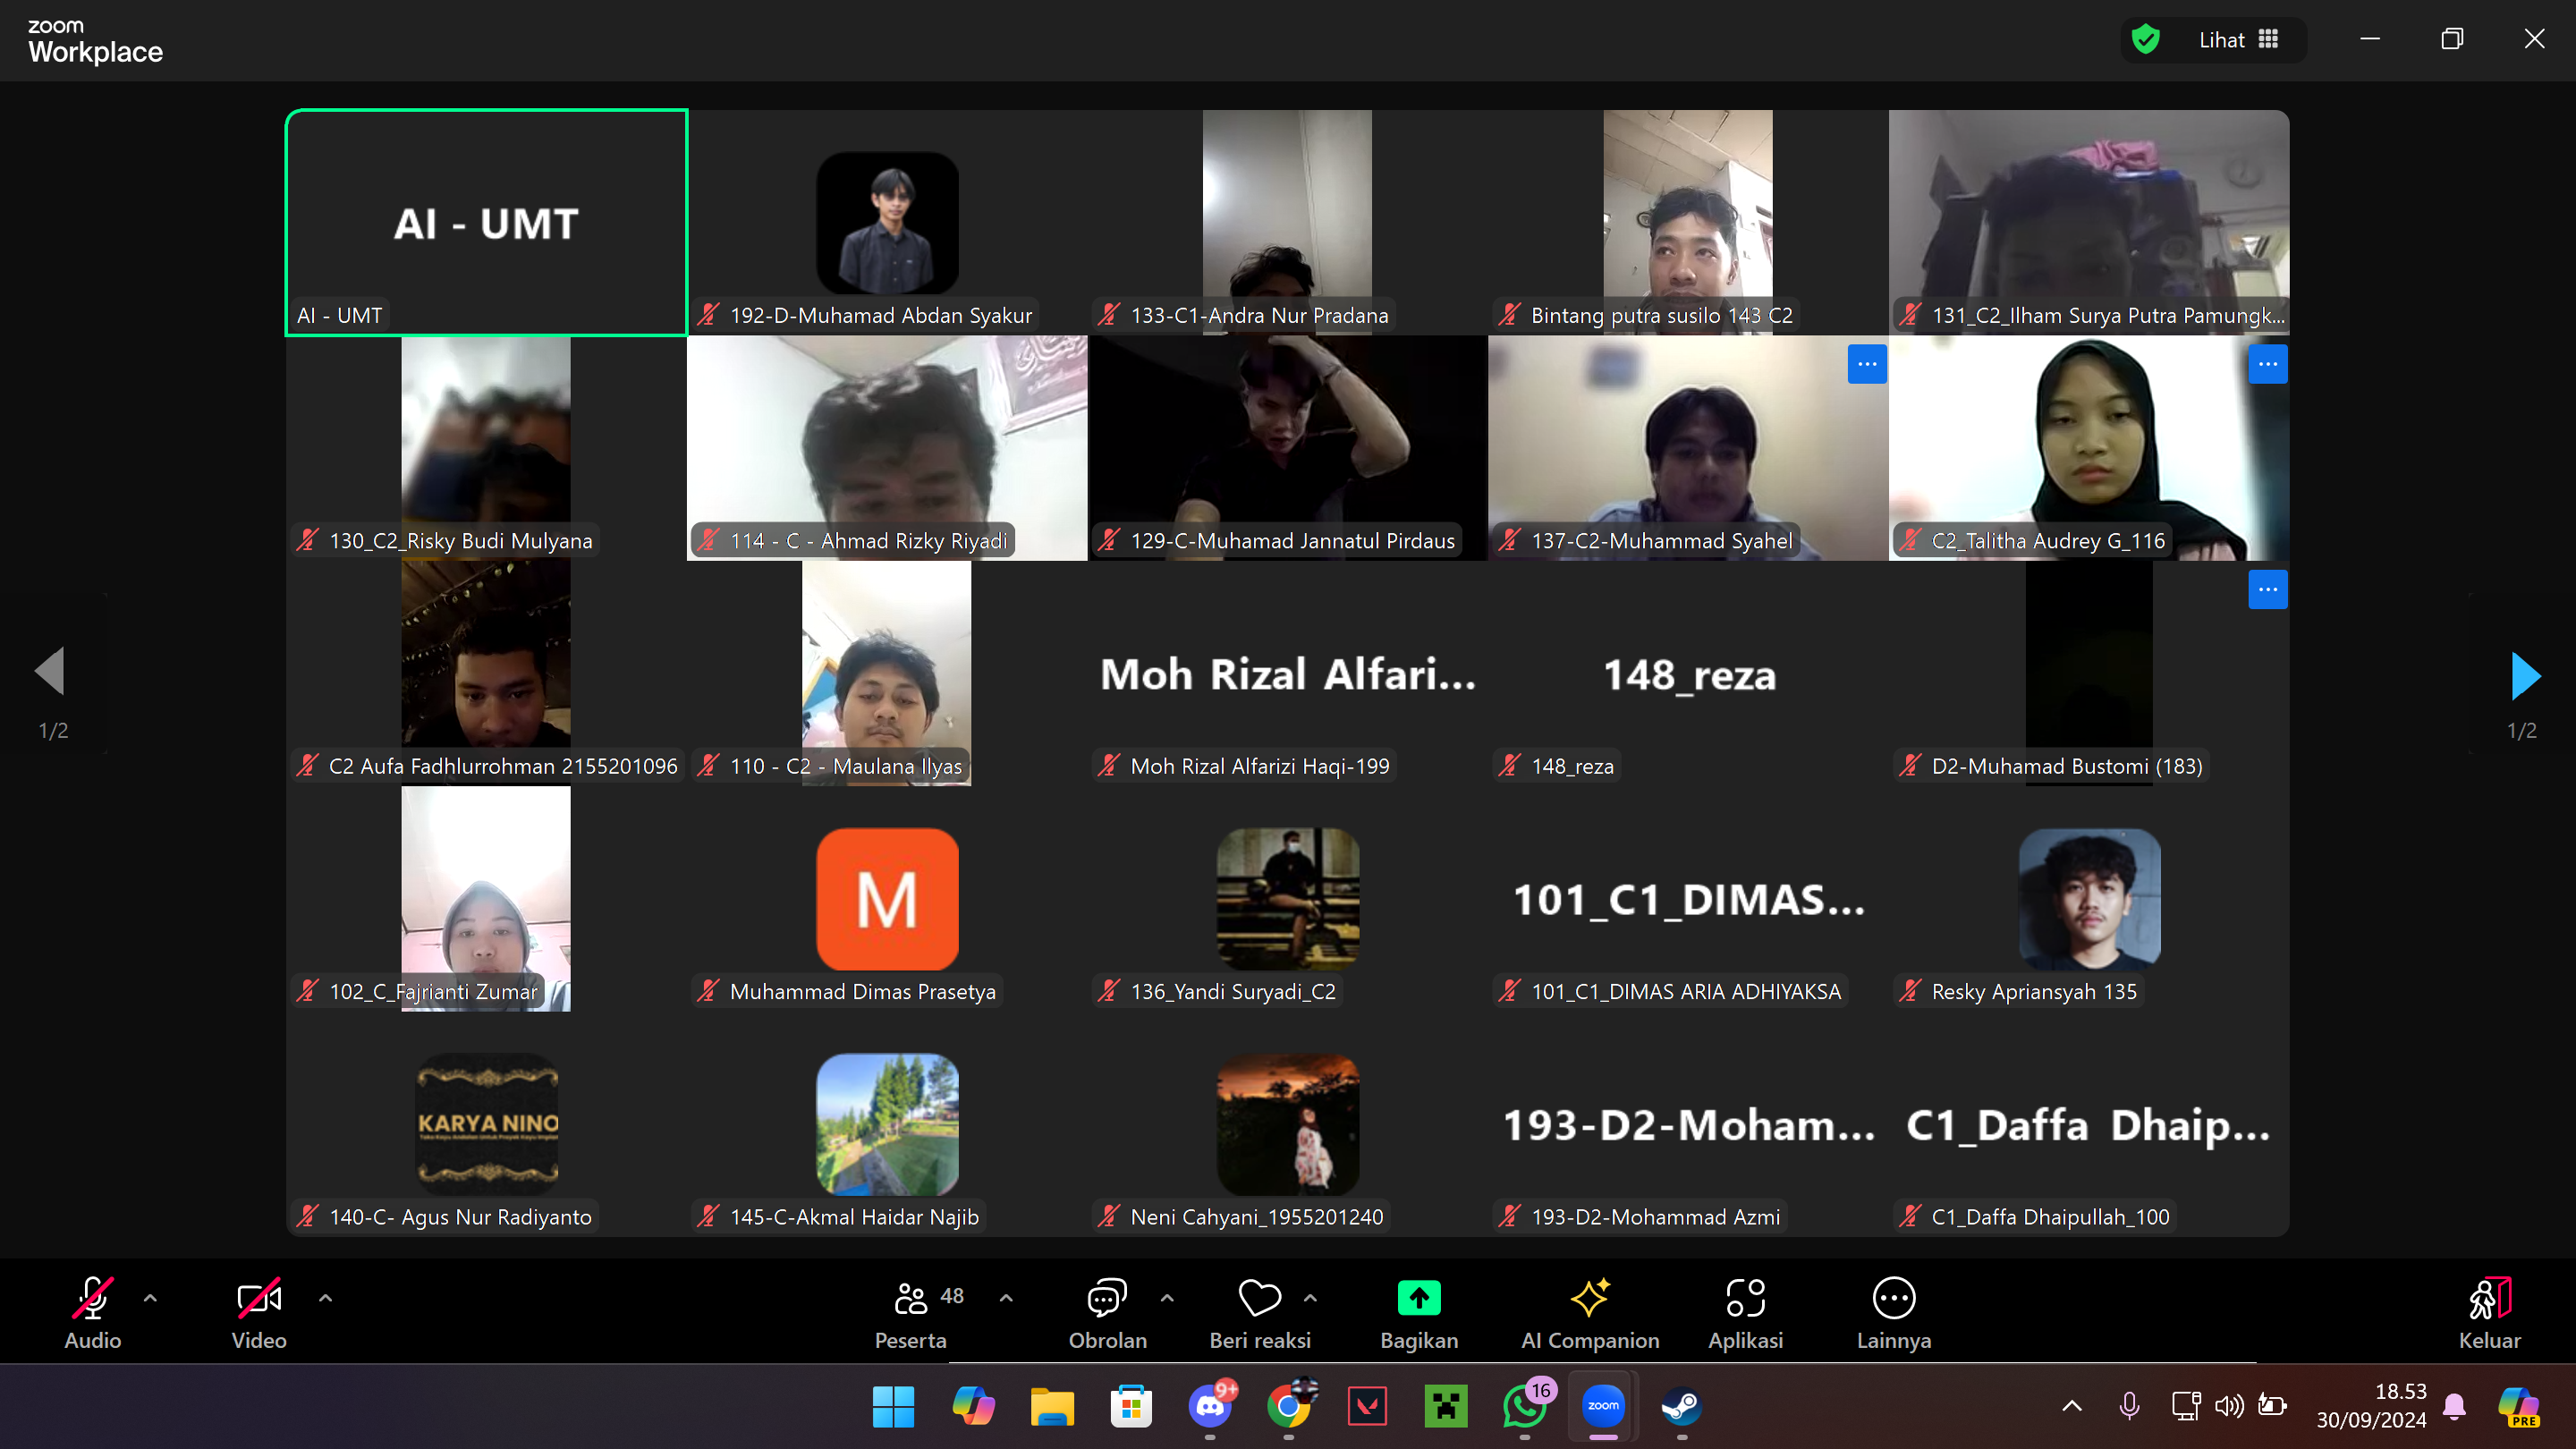 zoom
Workplace
Lihat
AI - UMT
AI - UMT
192-D-Muhamad Abdan Syakur
133-C1-Andra Nur Pradana
Bintang putra susilo 143 C2
131_C2_Ilham Surya Putra Pamungk...
130_C2_Risky Budi Mulyana
114 - C - Ahmad Rizky Riyadi
129-C-Muhamad Jannatul Pirdaus
137-C2-Muhammad Syahel
C2_Talitha Audrey G_116
1/2
C2 Aufa Fadhlurrohman 2155201096
110 - C2 - Maulana Ilyas
Moh Rizal Alfari...
Moh Rizal Alfarizi Haqi-199
148_reza
148_reza
D2-Muhamad Bustomi (183)
1/2
102_C_Fajrianti Zumar
M
Muhammad Dimas Prasetya
136_Yandi Suryadi_C2
101_C1_DIMAS...
101_C1_DIMAS ARIA ADHIYAKSA
Resky Apriansyah 135
KARYA NINO
140-C- Agus Nur Radiyanto
145-C-Akmal Haidar Najib
Neni Cahyani_1955201240
193-D2-Moham...
193-D2-Mohammad Azmi
C1_Daffa Dhaip...
C1_Daffa Dhaipullah_100
Audio
Video
48
Peserta
Obrolan
Beri reaksi
Bagikan
AI Companion
Aplikasi
Lainnya
Keluar
9+
16
zoom
18.53
30/09/2024
PRE